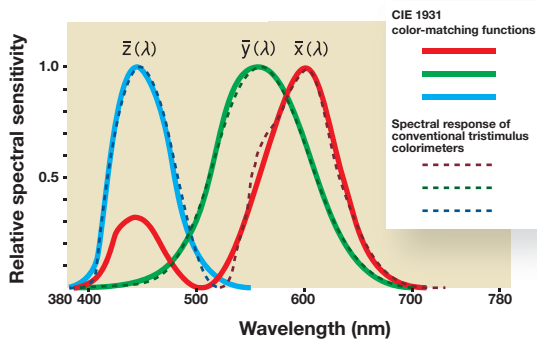 CIE 1931
color-matching functions
Spectral response of
conventional tristimulus
colorimeters
z̄ (λ)
ȳ (λ)
x̄ (λ)
Relative spectral sensitivity
1.0
0.5
380 400 500 600 700 780
Wavelength (nm)